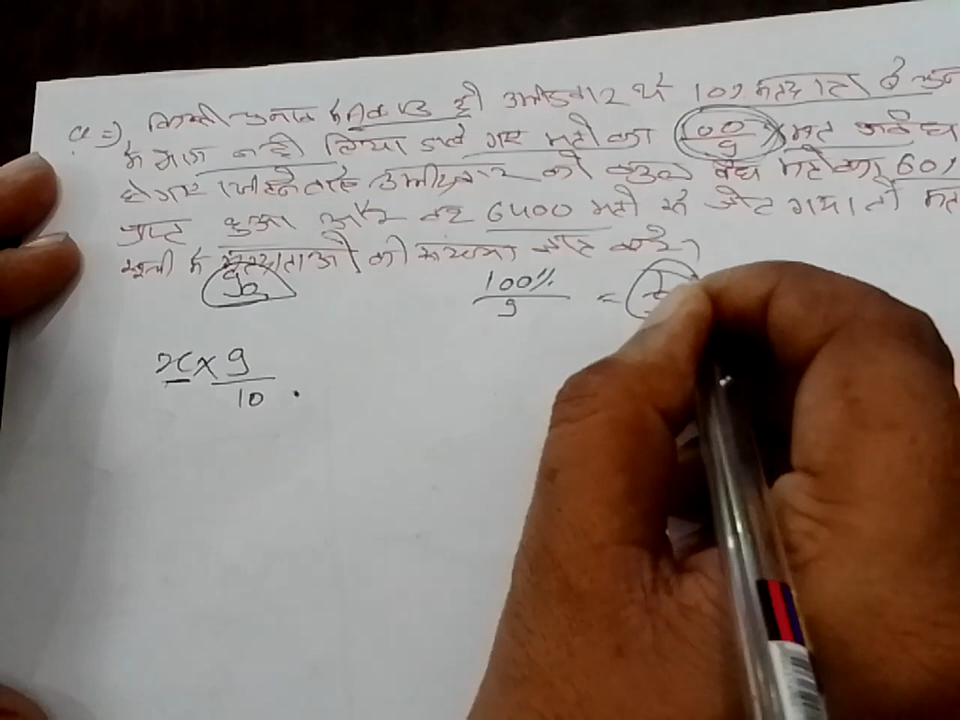 Q ⇒ किसी चुनाव में केवल दो उम्मीदवार थे 10% मतदाता ने चुनाव
में भाग नही लिया डाले गए मतो का 100/9 % मत अवैध
हो गए जीतने वाले उम्मीदवार को कुल वैध मतो का 60%
प्राप्त हुआ और वह 6400 मतो से जीत गया तो मत
सूची में मतदाताओ की संख्या ज्ञात करे।
100% / 9 =
x × 9/10 .